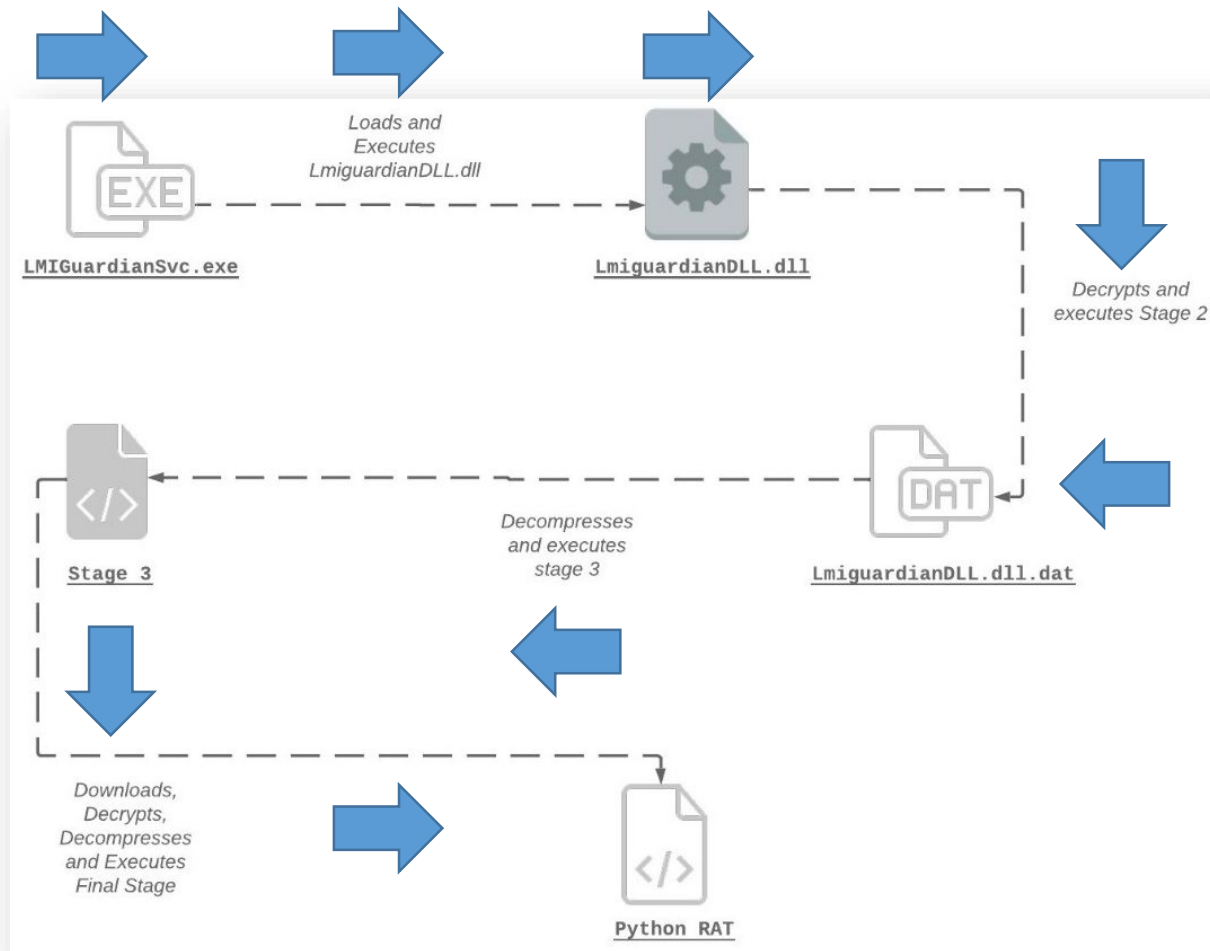 Loads and
Executes
LmiguardianDLL.dll
EXE
LMIGuardianSvc.exe
LmiguardianDLL.dll
Decrypts and
executes Stage 2
DAT
LmiguardianDLL.dll.dat
Decompresses
and executes
stage 3
</>
Stage 3
Downloads,
Decrypts,
Decompresses
and Executes
Final Stage
</>
Python RAT